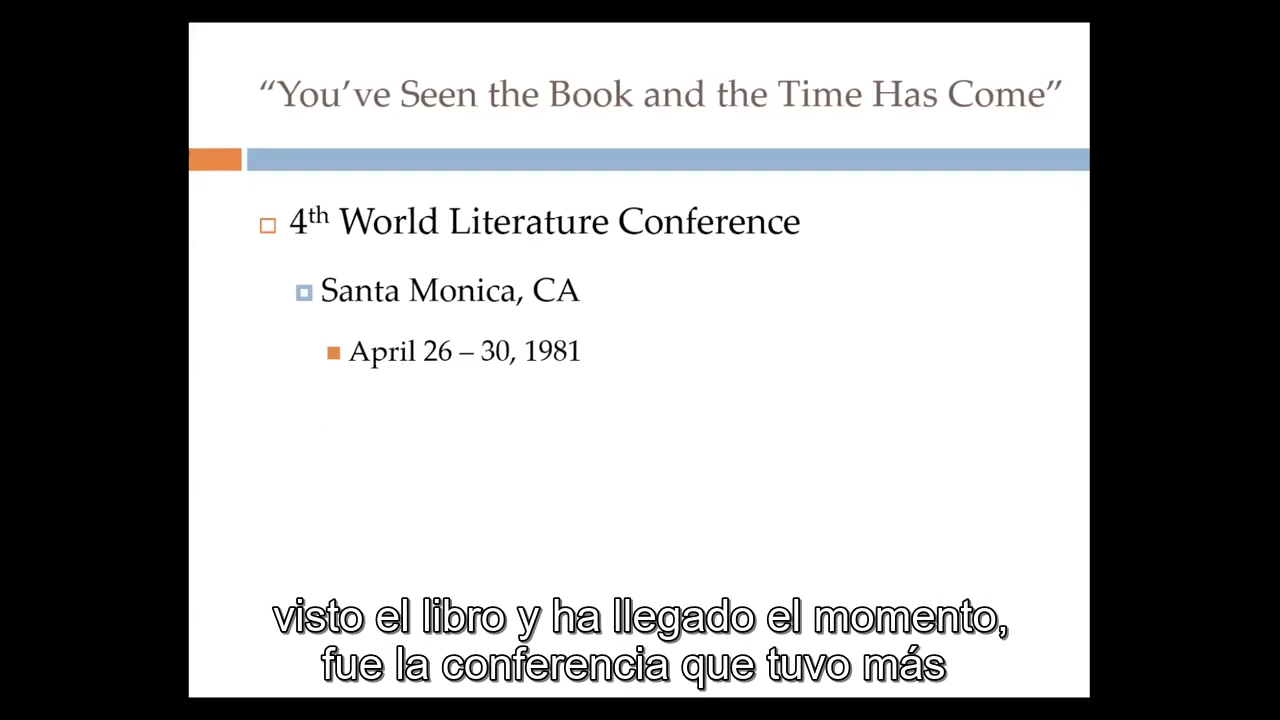 “You’ve Seen the Book and the Time Has Come”
4th World Literature Conference
Santa Monica, CA
April 26 – 30, 1981
visto el libro y ha llegado el momento,
fue la conferencia que tuvo más